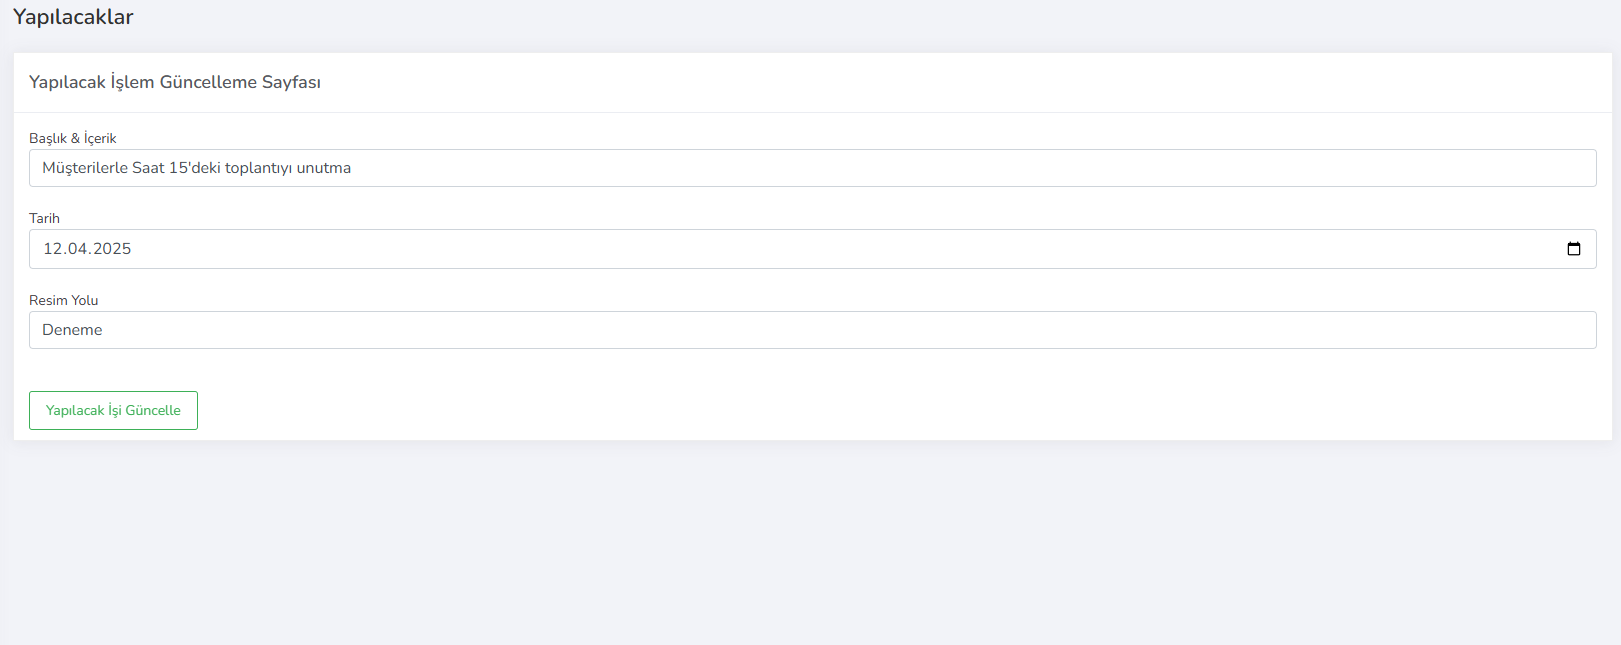 Yapılacaklar
Yapılacak İşlem Güncelleme Sayfası
Başlık & İçerik
Müşterilerle Saat 15'deki toplantıyı unutma
Tarih
12.04.2025
Resim Yolu
Deneme
Yapılacak İşi Güncelle